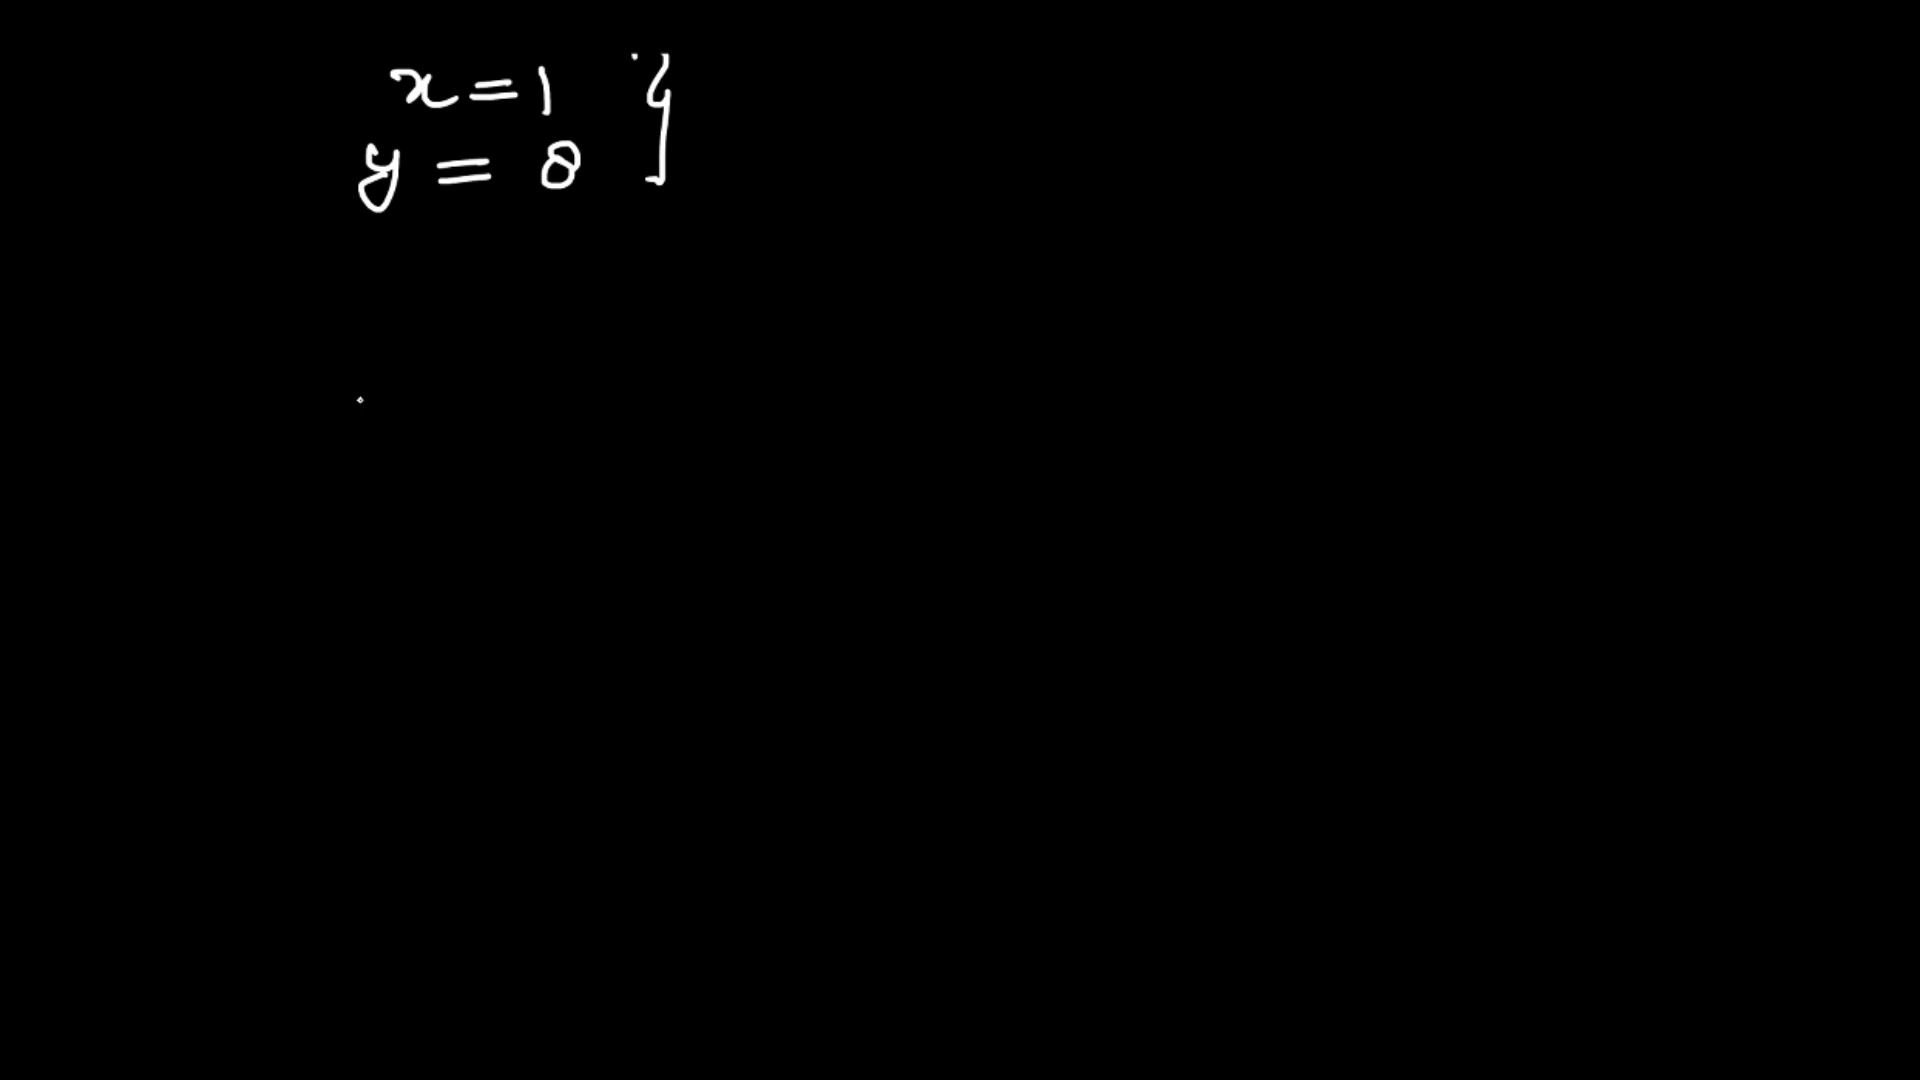 x = 1 }
y = 0